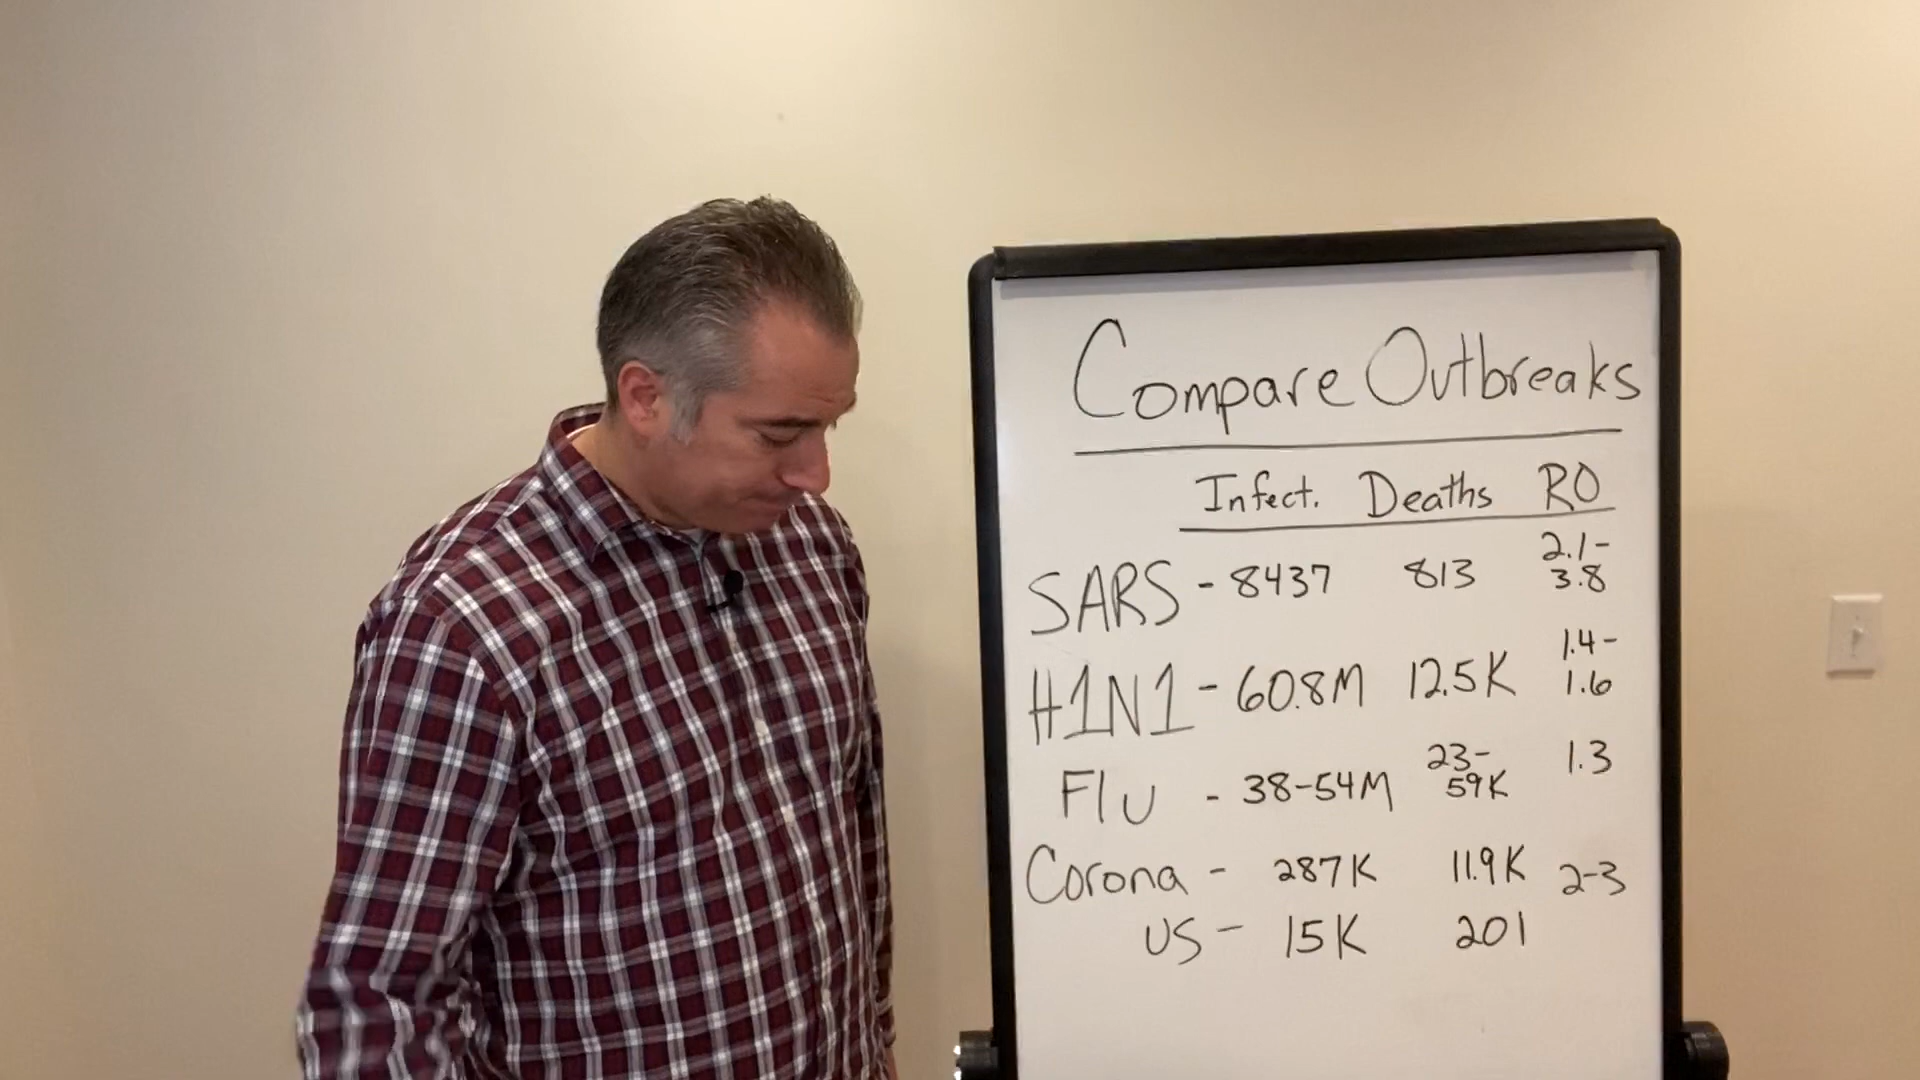 Compare Outbreaks
Infect. Deaths RO
SARS - 8437 813 2.1-
3.8
H1N1 - 60.8M 12.5K 1.4-
1.6
Flu - 38-54M 23-
59K 1.3
Corona - 287K 11.9K 2-3
US - 15K 201